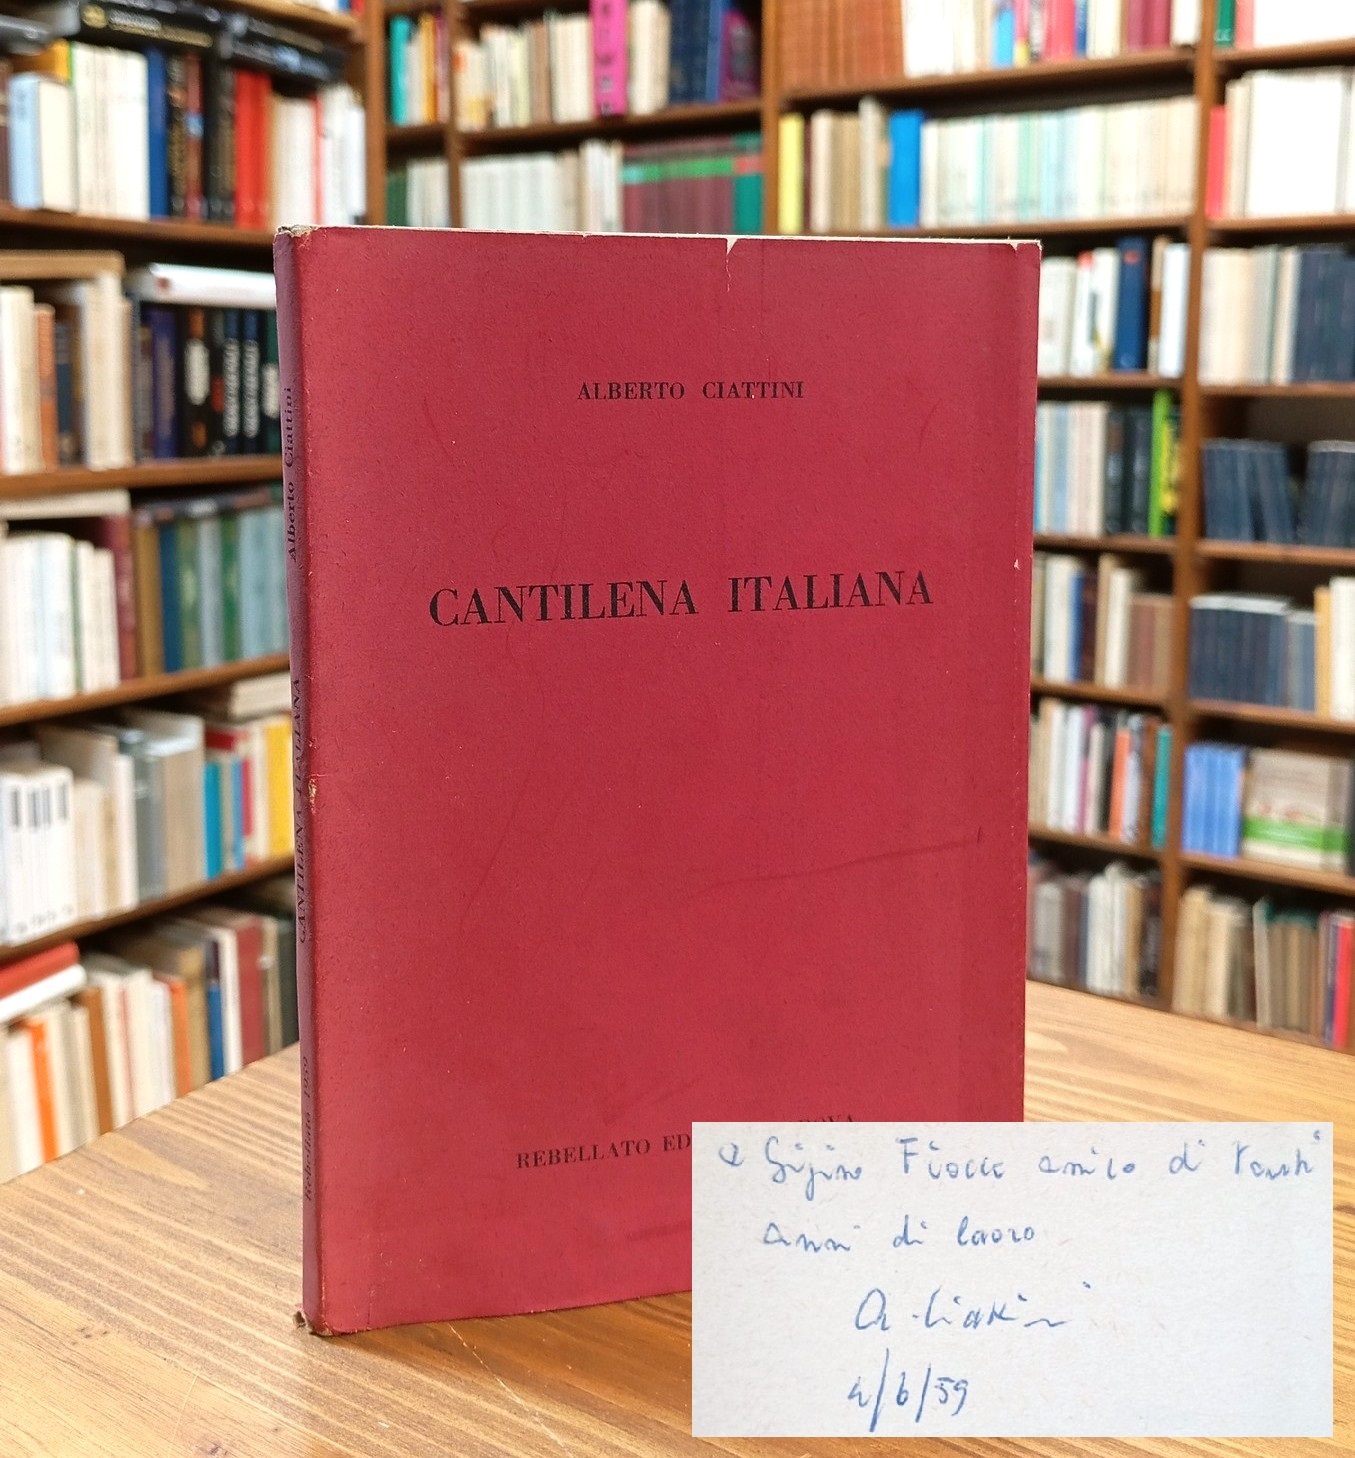 ALBERTO CIATTINI
CANTILENA ITALIANA
REBELLATO ED
Alberto Ciattini
CANTILENA ITALIANA
Rebellato 1959
a Gigino Fiocco amico di tanti
anni di lavoro
A. Ciattini
4/6/59